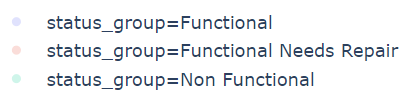 status_group=Functional
status_group=Functional Needs Repair
status_group=Non Functional